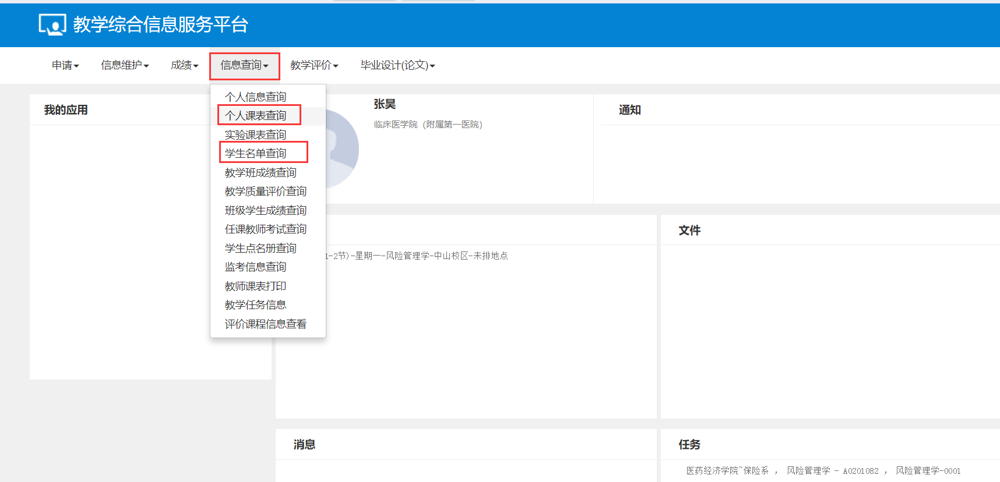 教学综合信息服务平台
申请 信息维护 成绩 信息查询 教学评价 毕业设计(论文)
我的应用
个人信息查询
个人课表查询
实验课表查询
学生名单查询
教学班成绩查询
教学质量评价查询
班级学生成绩查询
任课教师考试查询
学生点名册查询
监考信息查询
教师课表打印
教学任务信息
评价课程信息查看
张昊
临床医学院（附属第一医院）
通知
1-2节)-星期一-风险管理学-中山校区-未排地点
文件
消息
任务
医药经济学院~保险系 ， 风险管理学 - A0201082 ， 风险管理学-0001